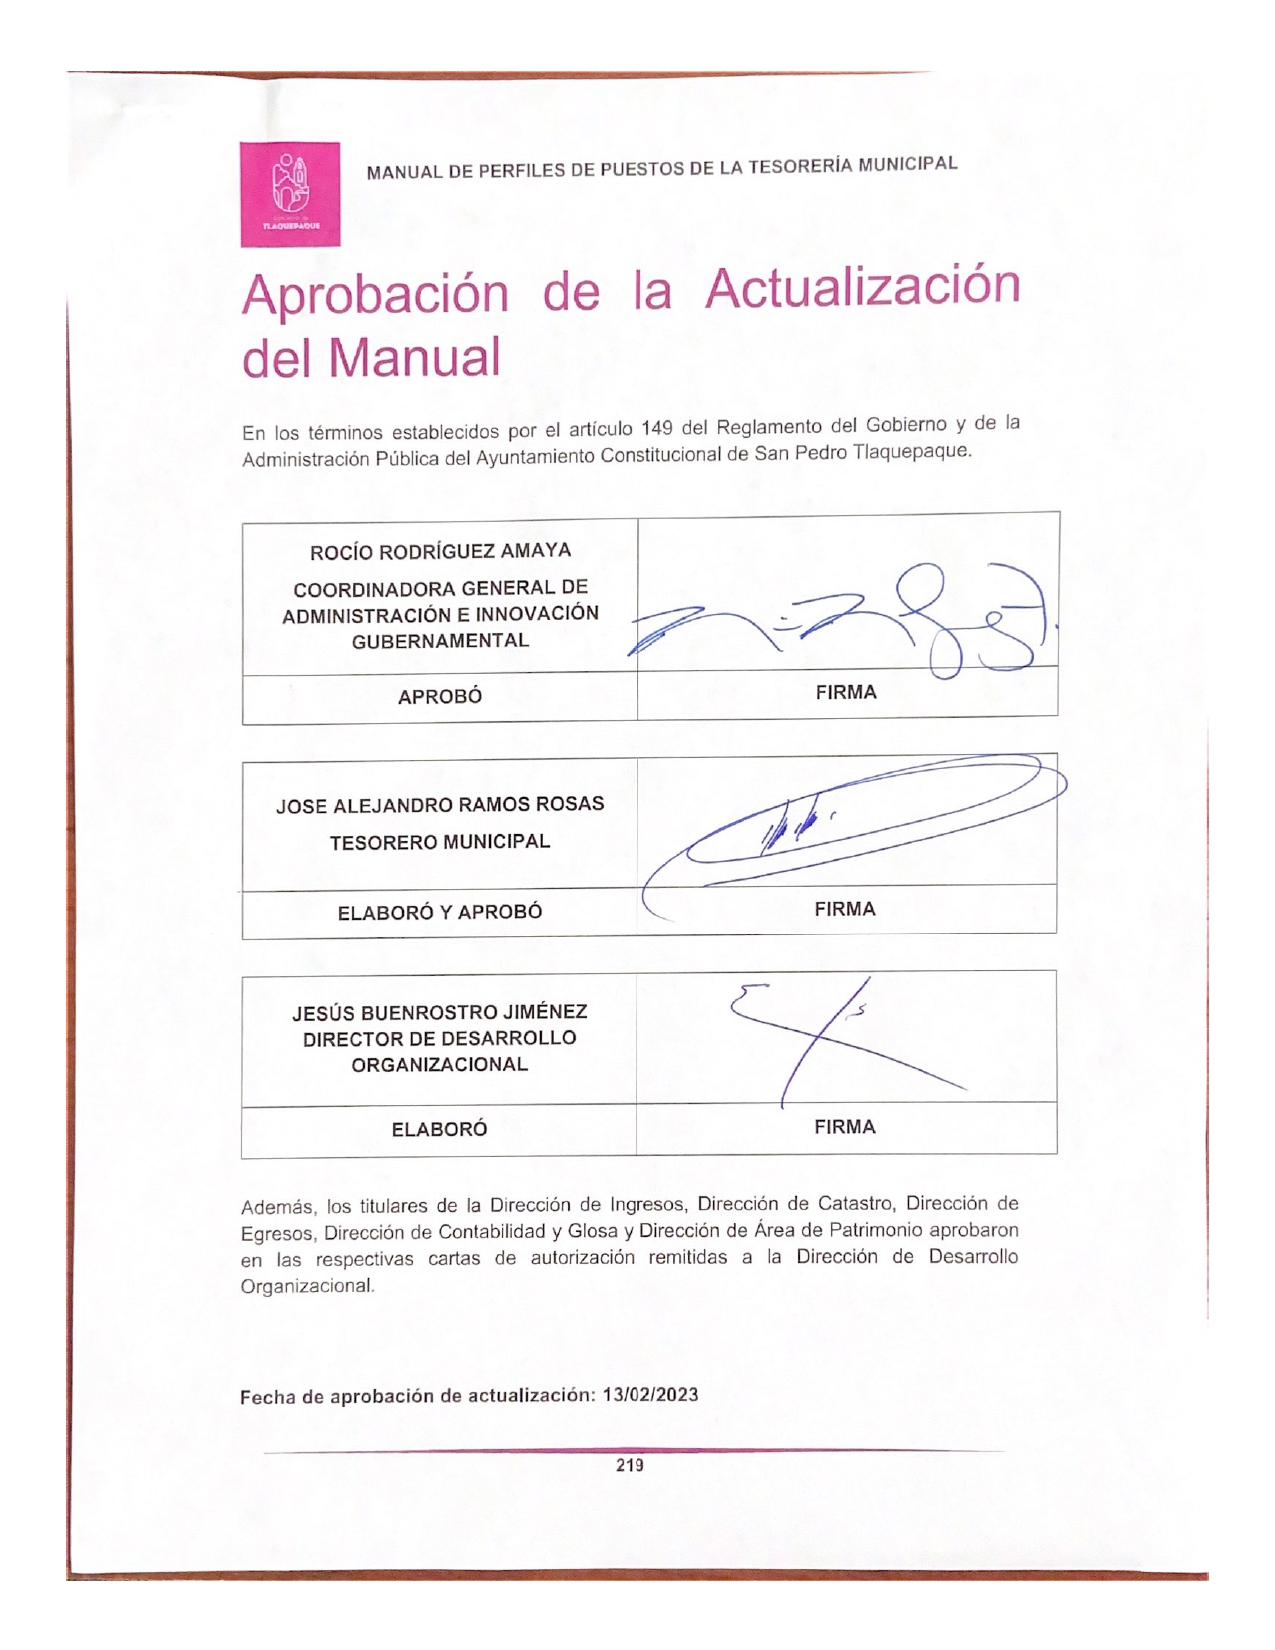 MANUAL DE PERFILES DE PUESTOS DE LA TESORERÍA MUNICIPAL
TLAQUEPAQUE
Aprobación de la Actualización
del Manual
En los términos establecidos por el artículo 149 del Reglamento del Gobierno y de la
Administración Pública del Ayuntamiento Constitucional de San Pedro Tlaquepaque.
ROCÍO RODRÍGUEZ AMAYA
COORDINADORA GENERAL DE
ADMINISTRACIÓN E INNOVACIÓN
GUBERNAMENTAL
APROBÓ
FIRMA
JOSE ALEJANDRO RAMOS ROSAS
TESORERO MUNICIPAL
ELABORÓ Y APROBÓ
FIRMA
JESÚS BUENROSTRO JIMÉNEZ
DIRECTOR DE DESARROLLO
ORGANIZACIONAL
ELABORÓ
FIRMA
Además, los titulares de la Dirección de Ingresos, Dirección de Catastro, Dirección de
Egresos, Dirección de Contabilidad y Glosa y Dirección de Área de Patrimonio aprobaron
en las respectivas cartas de autorización remitidas a la Dirección de Desarrollo
Organizacional.
Fecha de aprobación de actualización: 13/02/2023
219